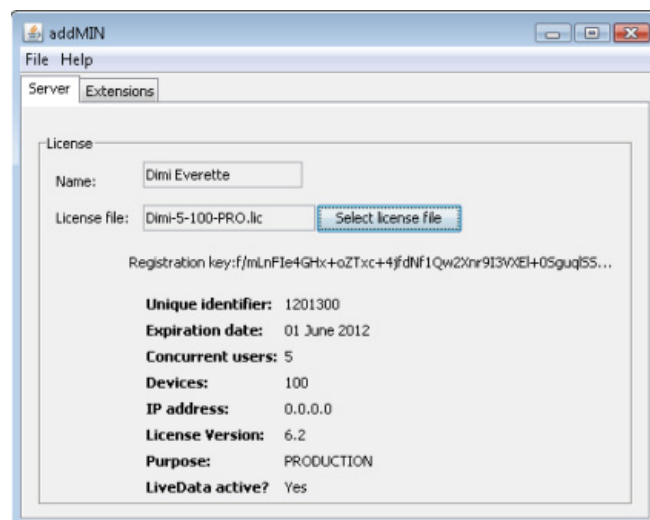 addMIN
File Help
Server Extensions
License
Name: Dimi Everette
License file: Dimi-5-100-PRO.lic Select license file
Registration key:f/mLnFIe4GHx+oZTxc+4jfdNf1Qw2Xnr9I3VXEl+05guqlS5...
Unique identifier: 1201300
Expiration date: 01 June 2012
Concurrent users: 5
Devices: 100
IP address: 0.0.0.0
License Version: 6.2
Purpose: PRODUCTION
LiveData active? Yes